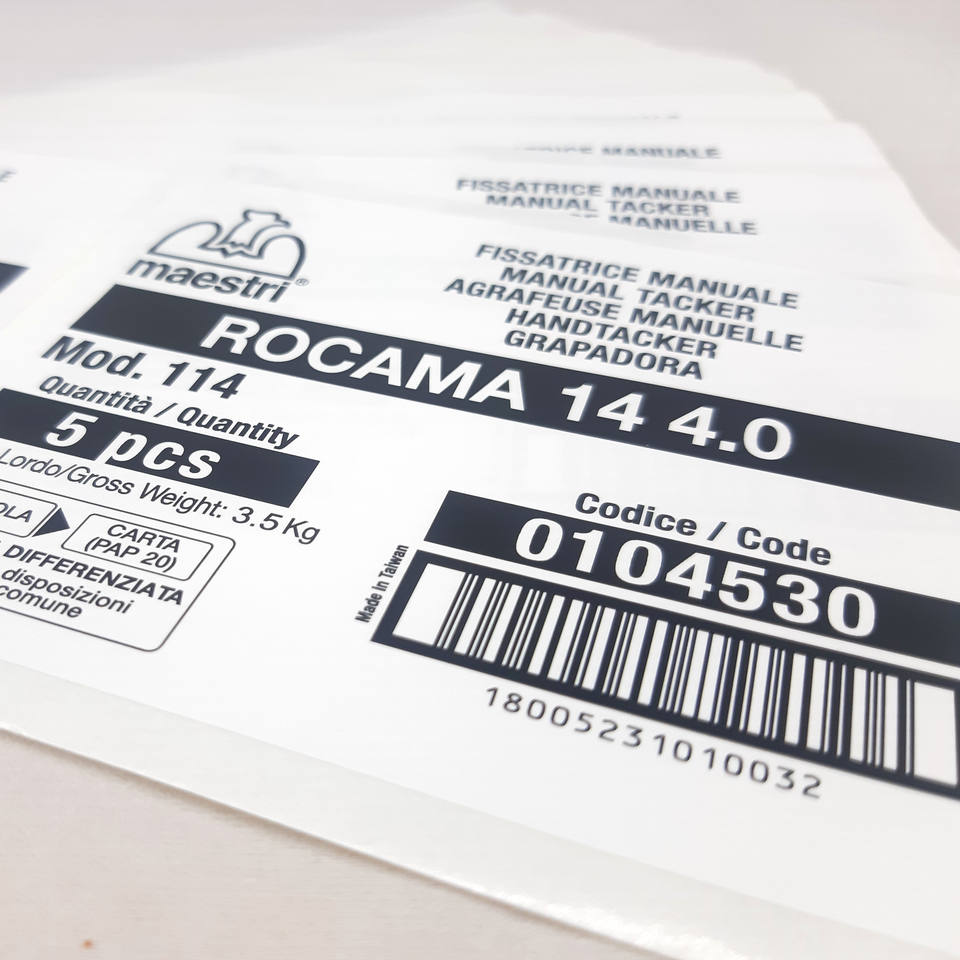 MANUALE
FISSATRICE MANUALE
MANUAL TACKER
MANUELLE
maestri®
FISSATRICE MANUALE
MANUAL TACKER
AGRAFEUSE MANUELLE
HANDTACKER
GRAPADORA
ROCAMA 14 4.0
Mod. 114
Quantità / Quantity
5 pcs
Lordo/Gross Weight: 3.5 Kg
CARTA
(PAP 20)
DIFFERENZIATA
disposizioni
comune
Codice / Code
0104530
Made in Taiwan
18005231010032